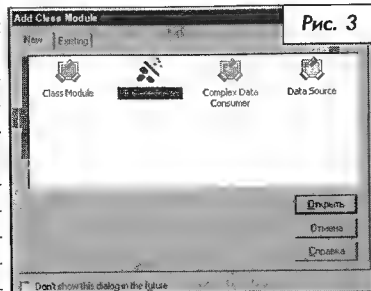 Add Class Module
Рис. 3
New Existing
Class Module
Complex Data
Consumer
Data Source
Открыть
Отмена
Справка
Don't show this dialog in the future